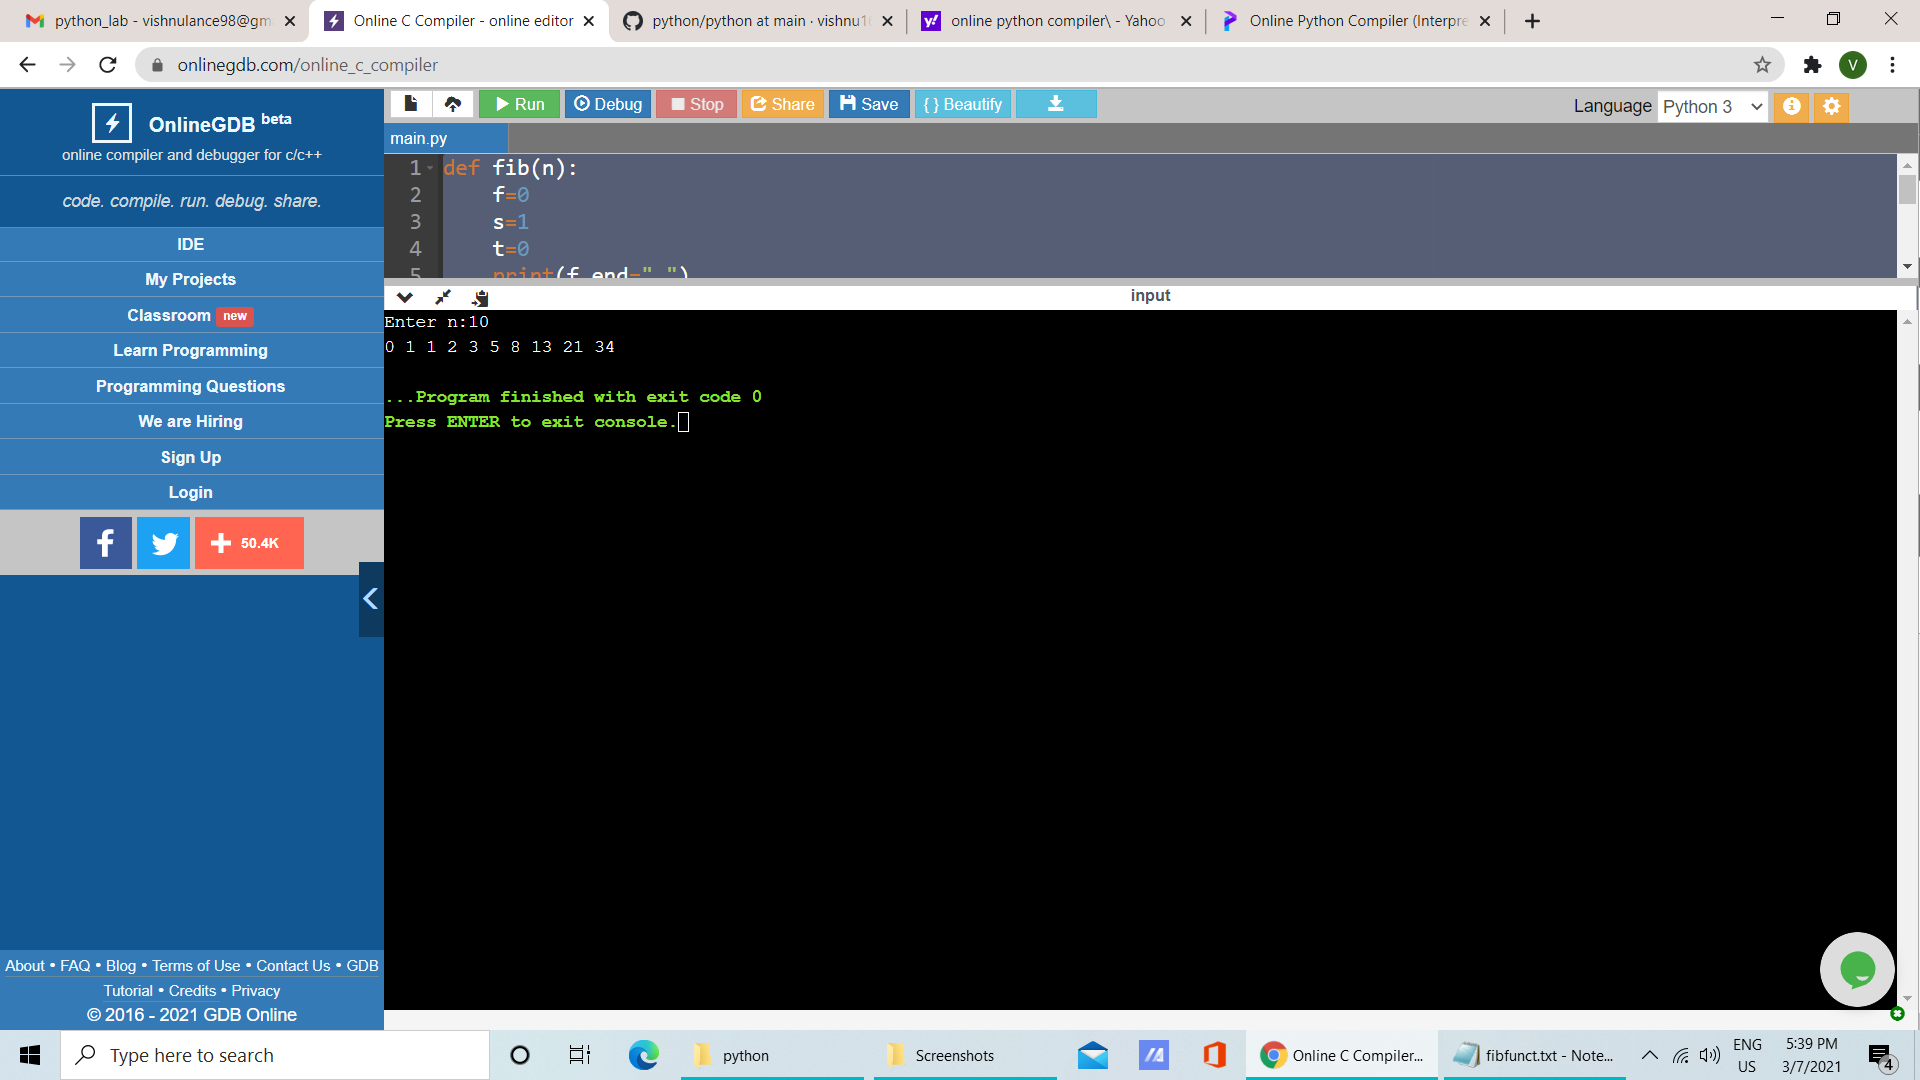 python_lab - vishnulance98@gm
Online C Compiler - online editor
python/python at main · vishnu1
online python compiler\ - Yahoo
Online Python Compiler (Interpre
onlinegdb.com/online_c_compiler
V
OnlineGDB beta
online compiler and debugger for c/c++
code. compile. run. debug. share.
IDE
My Projects
Classroom new
Learn Programming
Programming Questions
We are Hiring
Sign Up
Login
50.4K
About • FAQ • Blog • Terms of Use • Contact Us • GDB
Tutorial • Credits • Privacy
© 2016 - 2021 GDB Online
Run Debug Stop Share Save { } Beautify
Language Python 3
main.py
1 def fib(n):
2 f=0
3 s=1
4 t=0
5 print(f,end=" ")
input
Enter n:10
0 1 1 2 3 5 8 13 21 34
...Program finished with exit code 0
Press ENTER to exit console.
Type here to search
python
Screenshots
Online C Compiler...
fibfunct.txt - Note...
ENG
US
5:39 PM
3/7/2021
4